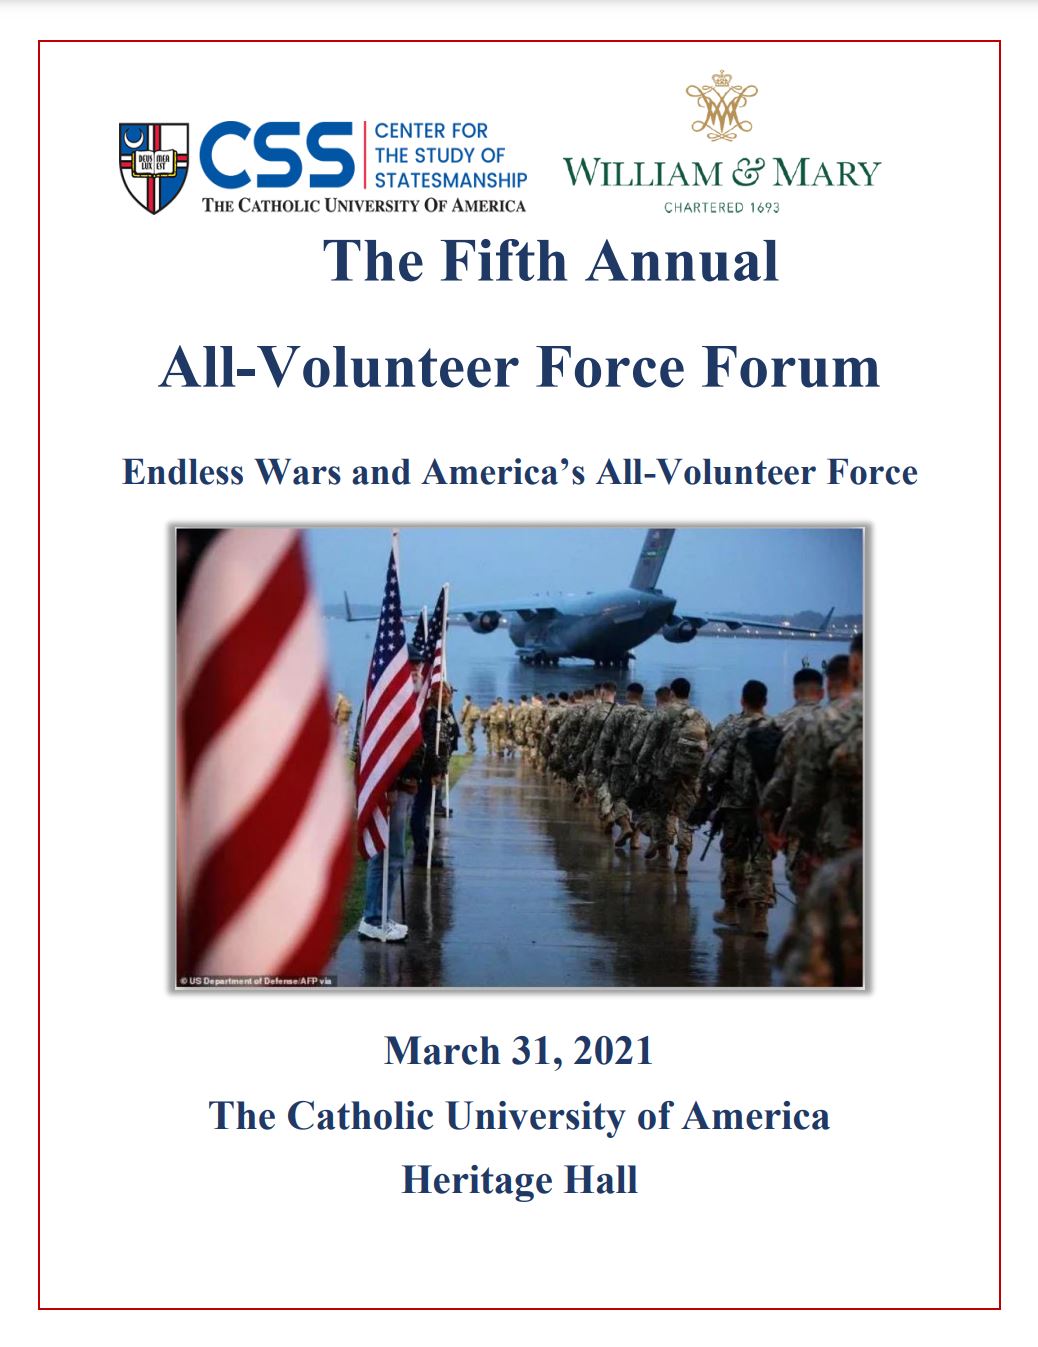 DEUS MEA
LUX EST
CSS
CENTER FOR
THE STUDY OF
STATESMANSHIP
THE CATHOLIC UNIVERSITY OF AMERICA
WILLIAM & MARY
CHARTERED 1693
The Fifth Annual
All-Volunteer Force Forum
Endless Wars and America’s All-Volunteer Force
© US Department of Defense/AFP via
March 31, 2021
The Catholic University of America
Heritage Hall